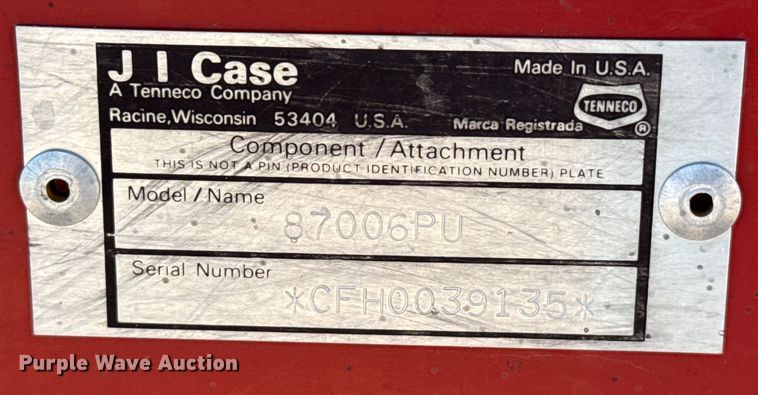 J I Case
A Tenneco Company
Racine, Wisconsin 53404 U.S.A.
Made In U.S.A.
TENNECO
Marca Registrada ®
Component / Attachment
THIS IS NOT A PIN (PRODUCT IDENTIFICATION NUMBER) PLATE
Model / Name
87006PU
Serial Number
*CFH0039135*
Purple Wave Auction